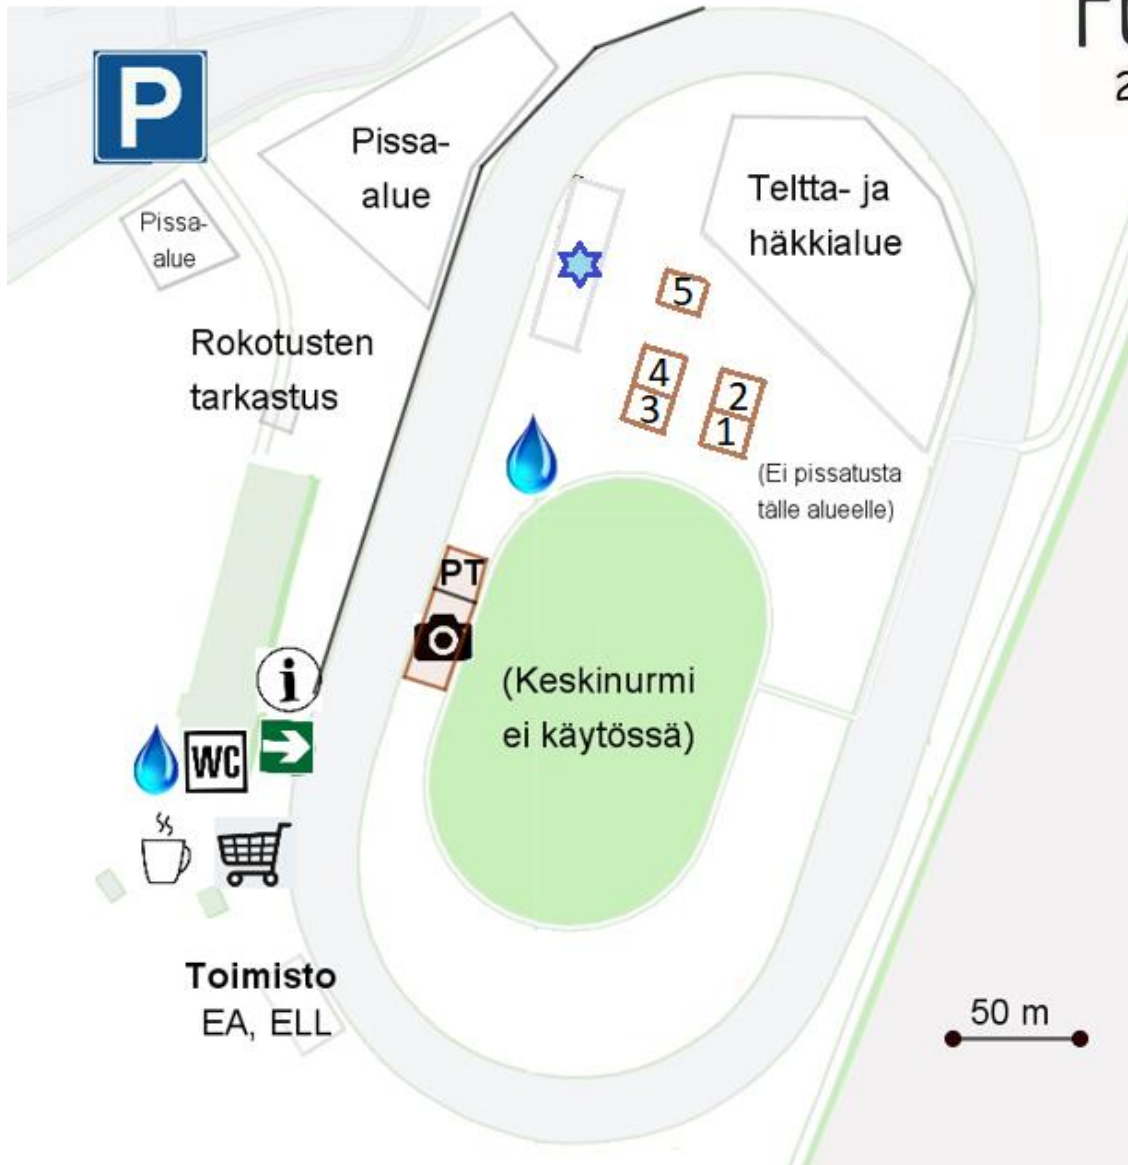 P
Pissa-
alue
Pissa-
alue
Teltta- ja
häkkialue
Rokotusten
tarkastus
5
4
3
2
1
(Ei pissatusta
tälle alueelle)
PT
(Keskinurmi
ei käytössä)
i
WC
Toimisto
EA, ELL
50 m